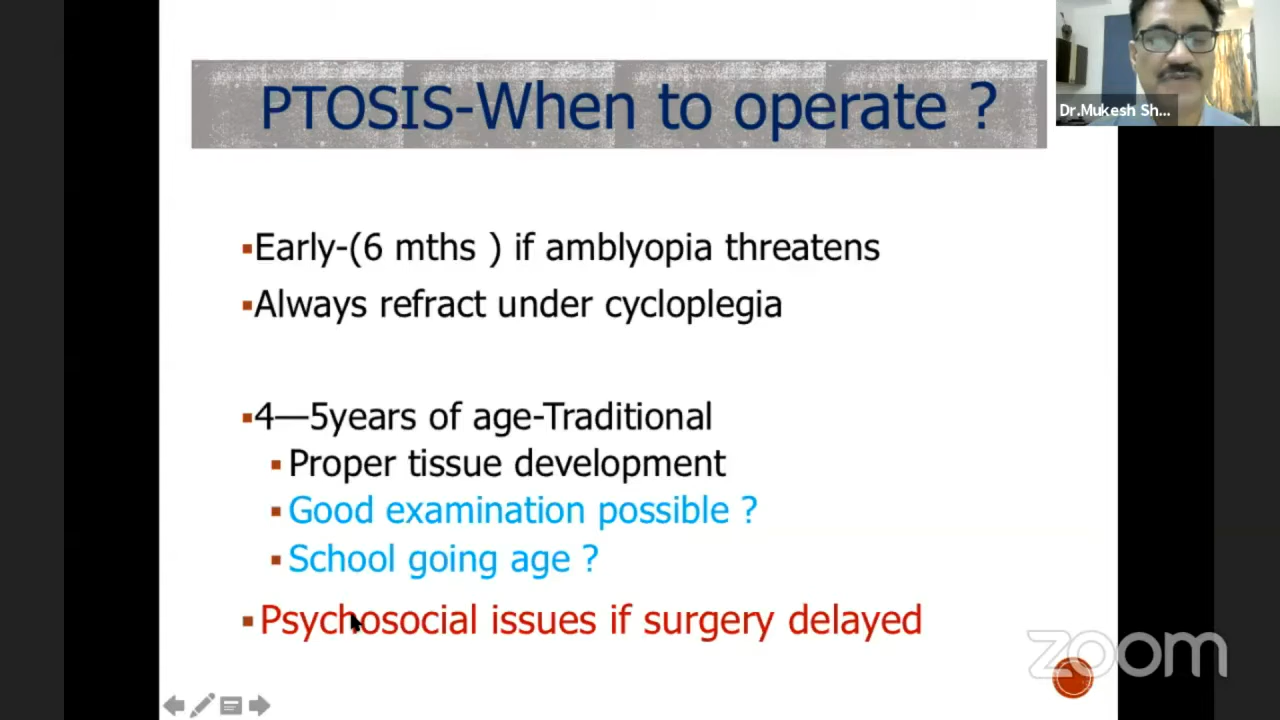 PTOSIS-When to operate ?
Dr.Mukesh Sh...
▪Early-(6 mths ) if amblyopia threatens
▪Always refract under cycloplegia
▪4—5years of age-Traditional
▪Proper tissue development
▪Good examination possible ?
▪School going age ?
▪Psychosocial issues if surgery delayed
zoom